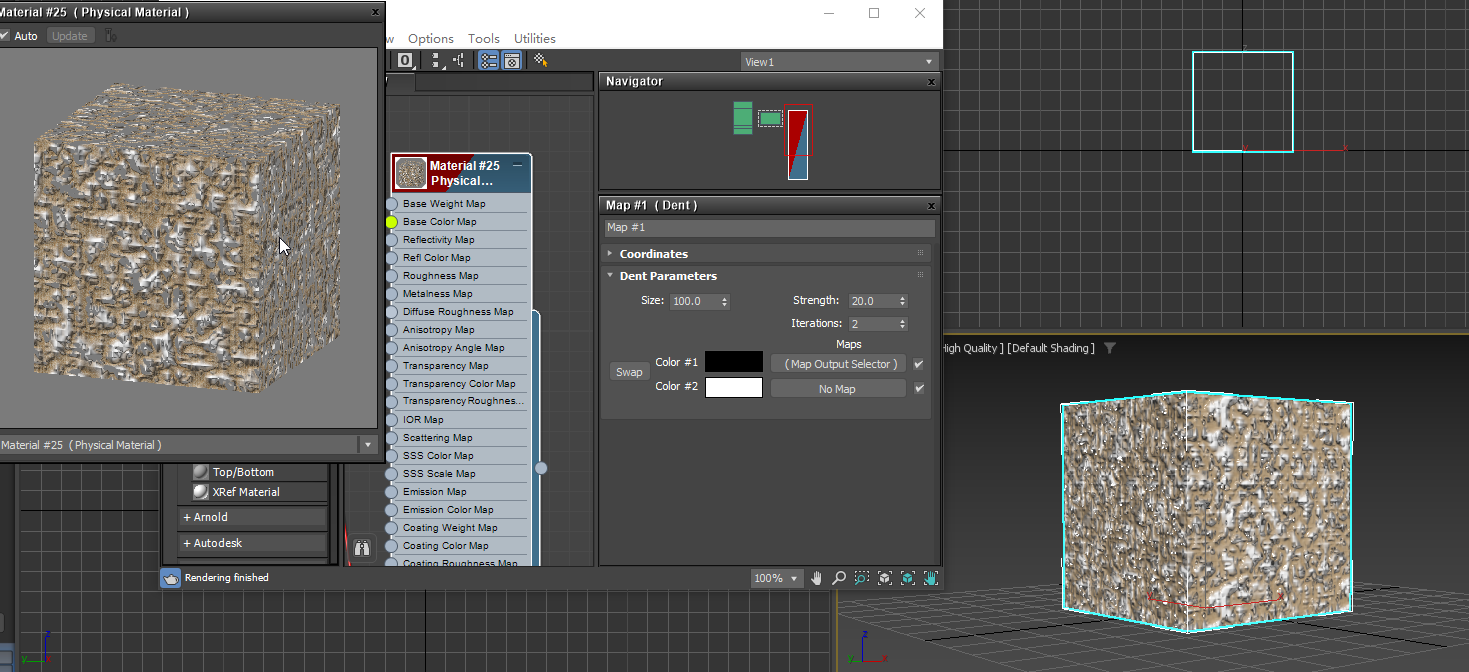 Material #25 ( Physical Material )
Auto
Update
Options
Tools
Utilities
View1
Navigator
Material #25
Physical...
Base Weight Map
Base Color Map
Reflectivity Map
Refl Color Map
Roughness Map
Metalness Map
Diffuse Roughness Map
Anisotropy Map
Anisotropy Angle Map
Transparency Map
Transparency Color Map
Transparency Roughnes...
IOR Map
Scattering Map
SSS Color Map
SSS Scale Map
Emission Map
Emission Color Map
Coating Weight Map
Coating Color Map
Coating Roughness Map
Map #1 ( Dent )
Map #1
Coordinates
Dent Parameters
Size: 100.0
Strength: 20.0
Iterations: 2
Maps
Swap
Color #1
( Map Output Selector )
Color #2
No Map
Material #25 ( Physical Material )
Top/Bottom
XRef Material
+ Arnold
+ Autodesk
Rendering finished
100%
High Quality ] [Default Shading ]
x
z
y
z
y
x